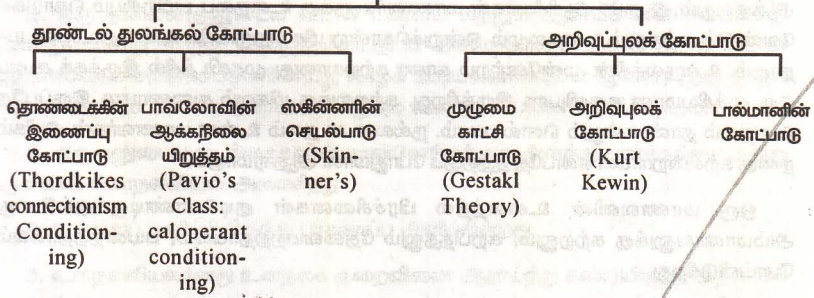 தூண்டல் துலங்கல் கோட்பாடு
அறிவுப்புலக் கோட்பாடு
தொண்டைக்கின்
இணைப்பு
கோட்பாடு
(Thordkikes
connectionism
Condition-
ing)
பாவ்லோவின்
ஆக்கநிலை
யிறுத்தம்
(Pavio's
Class:
caloperant
condition-
ing)
ஸ்கின்னரின்
செயல்பாடு
(Skin-
ner's)
முழுமை
காட்சி
கோட்பாடு
(Gestakl
Theory)
அறிவுபுலக்
கோட்பாடு
(Kurt
Kewin)
பால்மானின்
கோட்பாடு